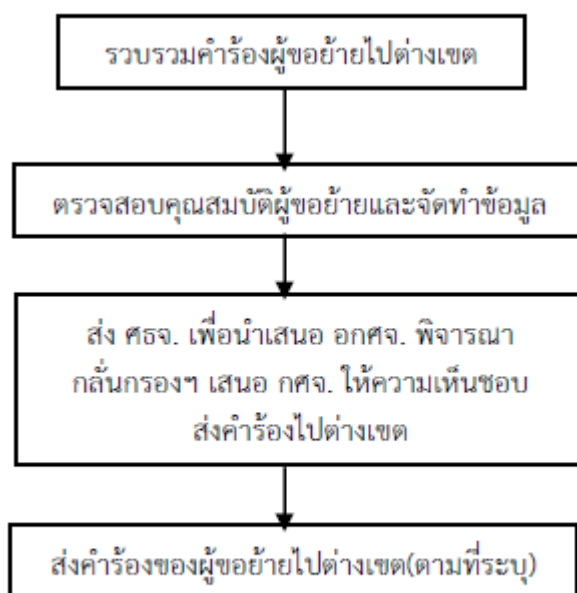 รวบรวมคำร้องผู้ขอย้ายไปต่างเขต
ตรวจสอบคุณสมบัติผู้ขอย้ายและจัดทำข้อมูล
ส่ง ศธจ. เพื่อนำเสนอ อกศจ. พิจารณา
กลั่นกรองฯ เสนอ กศจ. ให้ความเห็นชอบ
ส่งคำร้องไปต่างเขต
ส่งคำร้องของผู้ขอย้ายไปต่างเขต(ตามที่ระบุ)